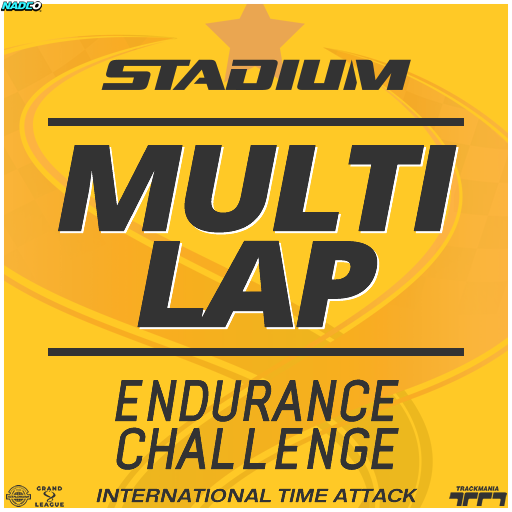 NADEO
STADIUM
MULTI
LAP
ENDURANCE
CHALLENGE
GRAND
LEAGUE
INTERNATIONAL TIME ATTACK
TRACKMANIA